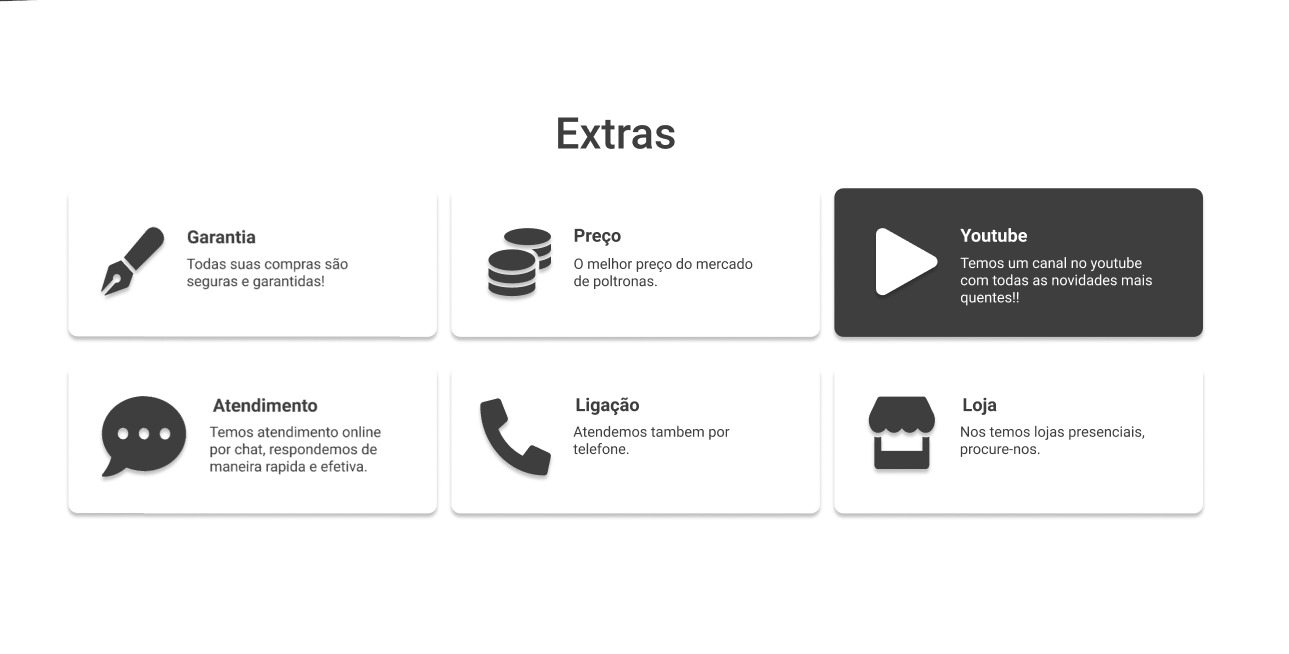 Extras
Garantia
Todas suas compras são
seguras e garantidas!
Preço
O melhor preço do mercado
de poltronas.
Youtube
Temos um canal no youtube
com todas as novidades mais
quentes!!
Atendimento
Temos atendimento online
por chat, respondemos de
maneira rapida e efetiva.
Ligação
Atendemos tambem por
telefone.
Loja
Nos temos lojas presenciais,
procure-nos.